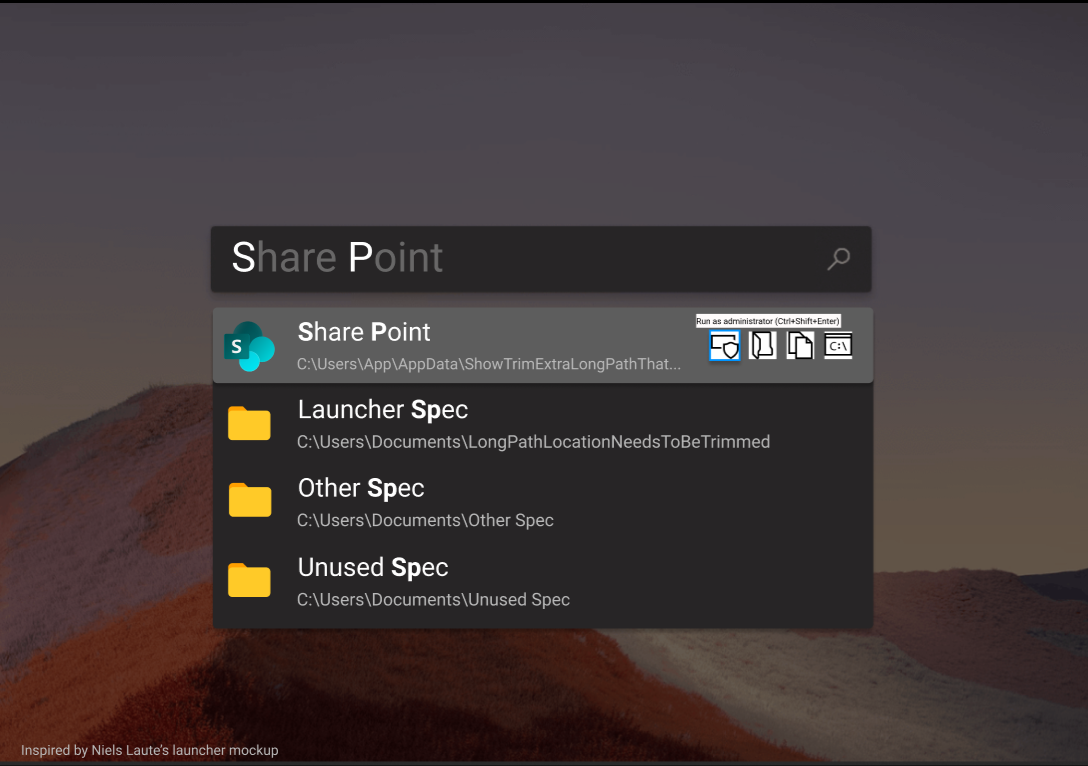 Share Point
Run as administrator (Ctrl+Shift+Enter)
Share Point
S
C:\
C:\Users\App\AppData\ShowTrimExtraLongPathThat...
Launcher Spec
C:\Users\Documents\LongPathLocationNeedsToBeTrimmed
Other Spec
C:\Users\Documents\Other Spec
Unused Spec
C:\Users\Documents\Unused Spec
Inspired by Niels Laute's launcher mockup